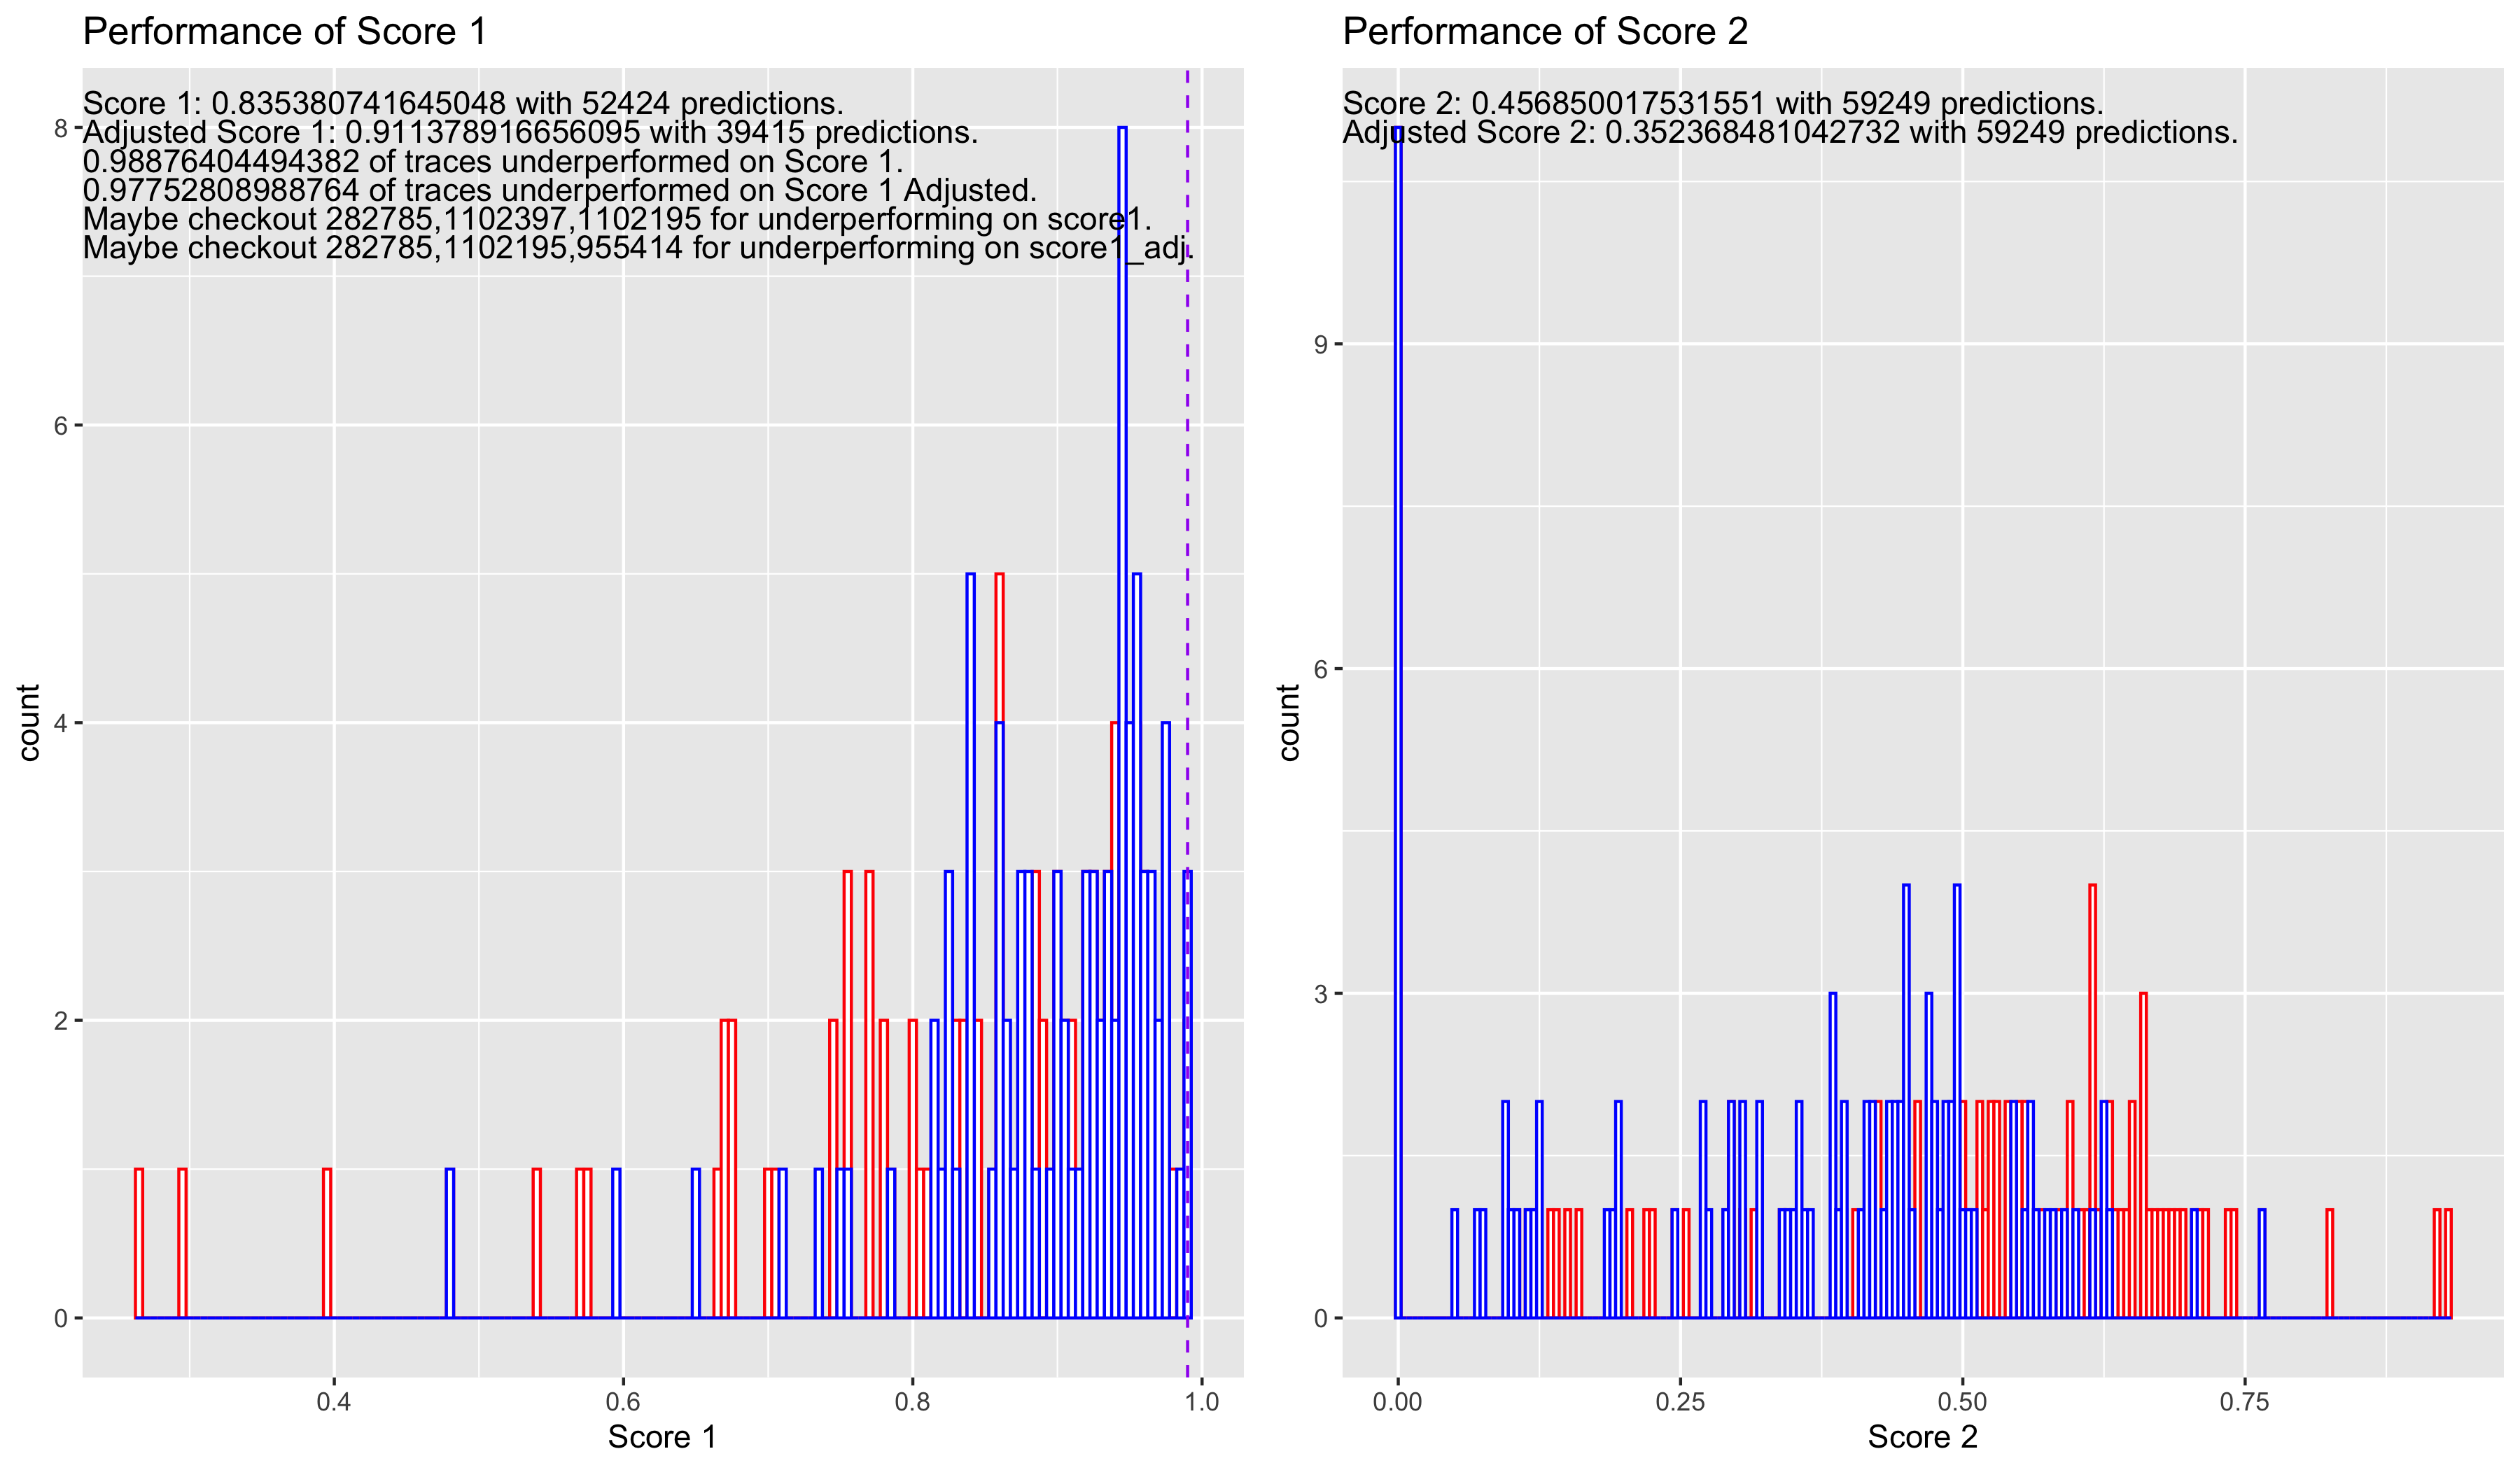 Performance of Score 1
Score 1: 0.835380741645048 with 52424 predictions.
Adjusted Score 1: 0.911378916656095 with 39415 predictions.
0.98876404494382 of traces underperformed on Score 1.
0.97752808988764 of traces underperformed on Score 1 Adjusted.
Maybe checkout 282785,1102397,1102195 for underperforming on score1.
Maybe checkout 282785,1102195,955414 for underperforming on score1_adj.
8
6
4
2
0
count
0.4 0.6 0.8 1.0
Score 1
Performance of Score 2
Score 2: 0.456850017531551 with 59249 predictions.
Adjusted Score 2: 0.352368481042732 with 59249 predictions.
9
6
3
0
count
0.00 0.25 0.50 0.75
Score 2